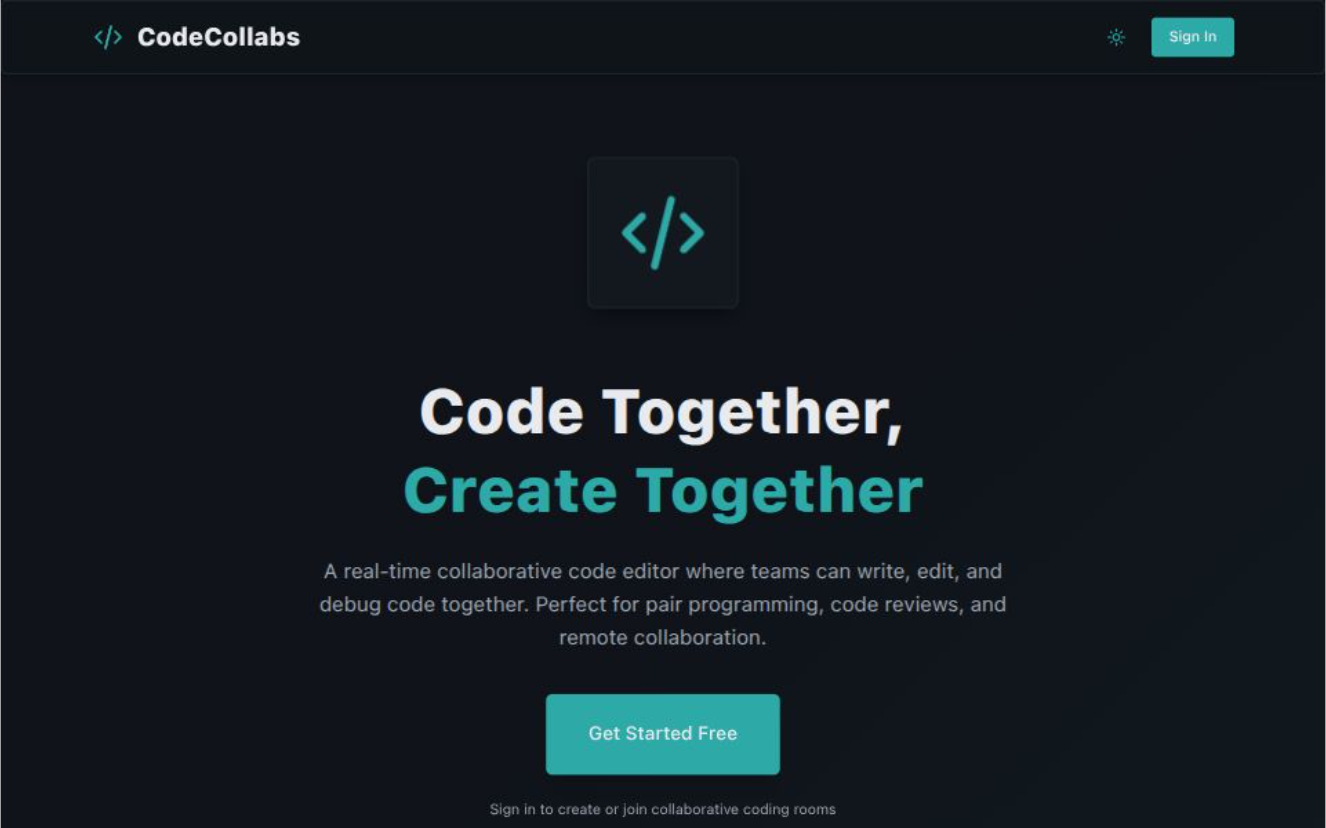 </> CodeCollabs
Sign In
</>
Code Together,
Create Together
A real-time collaborative code editor where teams can write, edit, and
debug code together. Perfect for pair programming, code reviews, and
remote collaboration.
Get Started Free
Sign in to create or join collaborative coding rooms